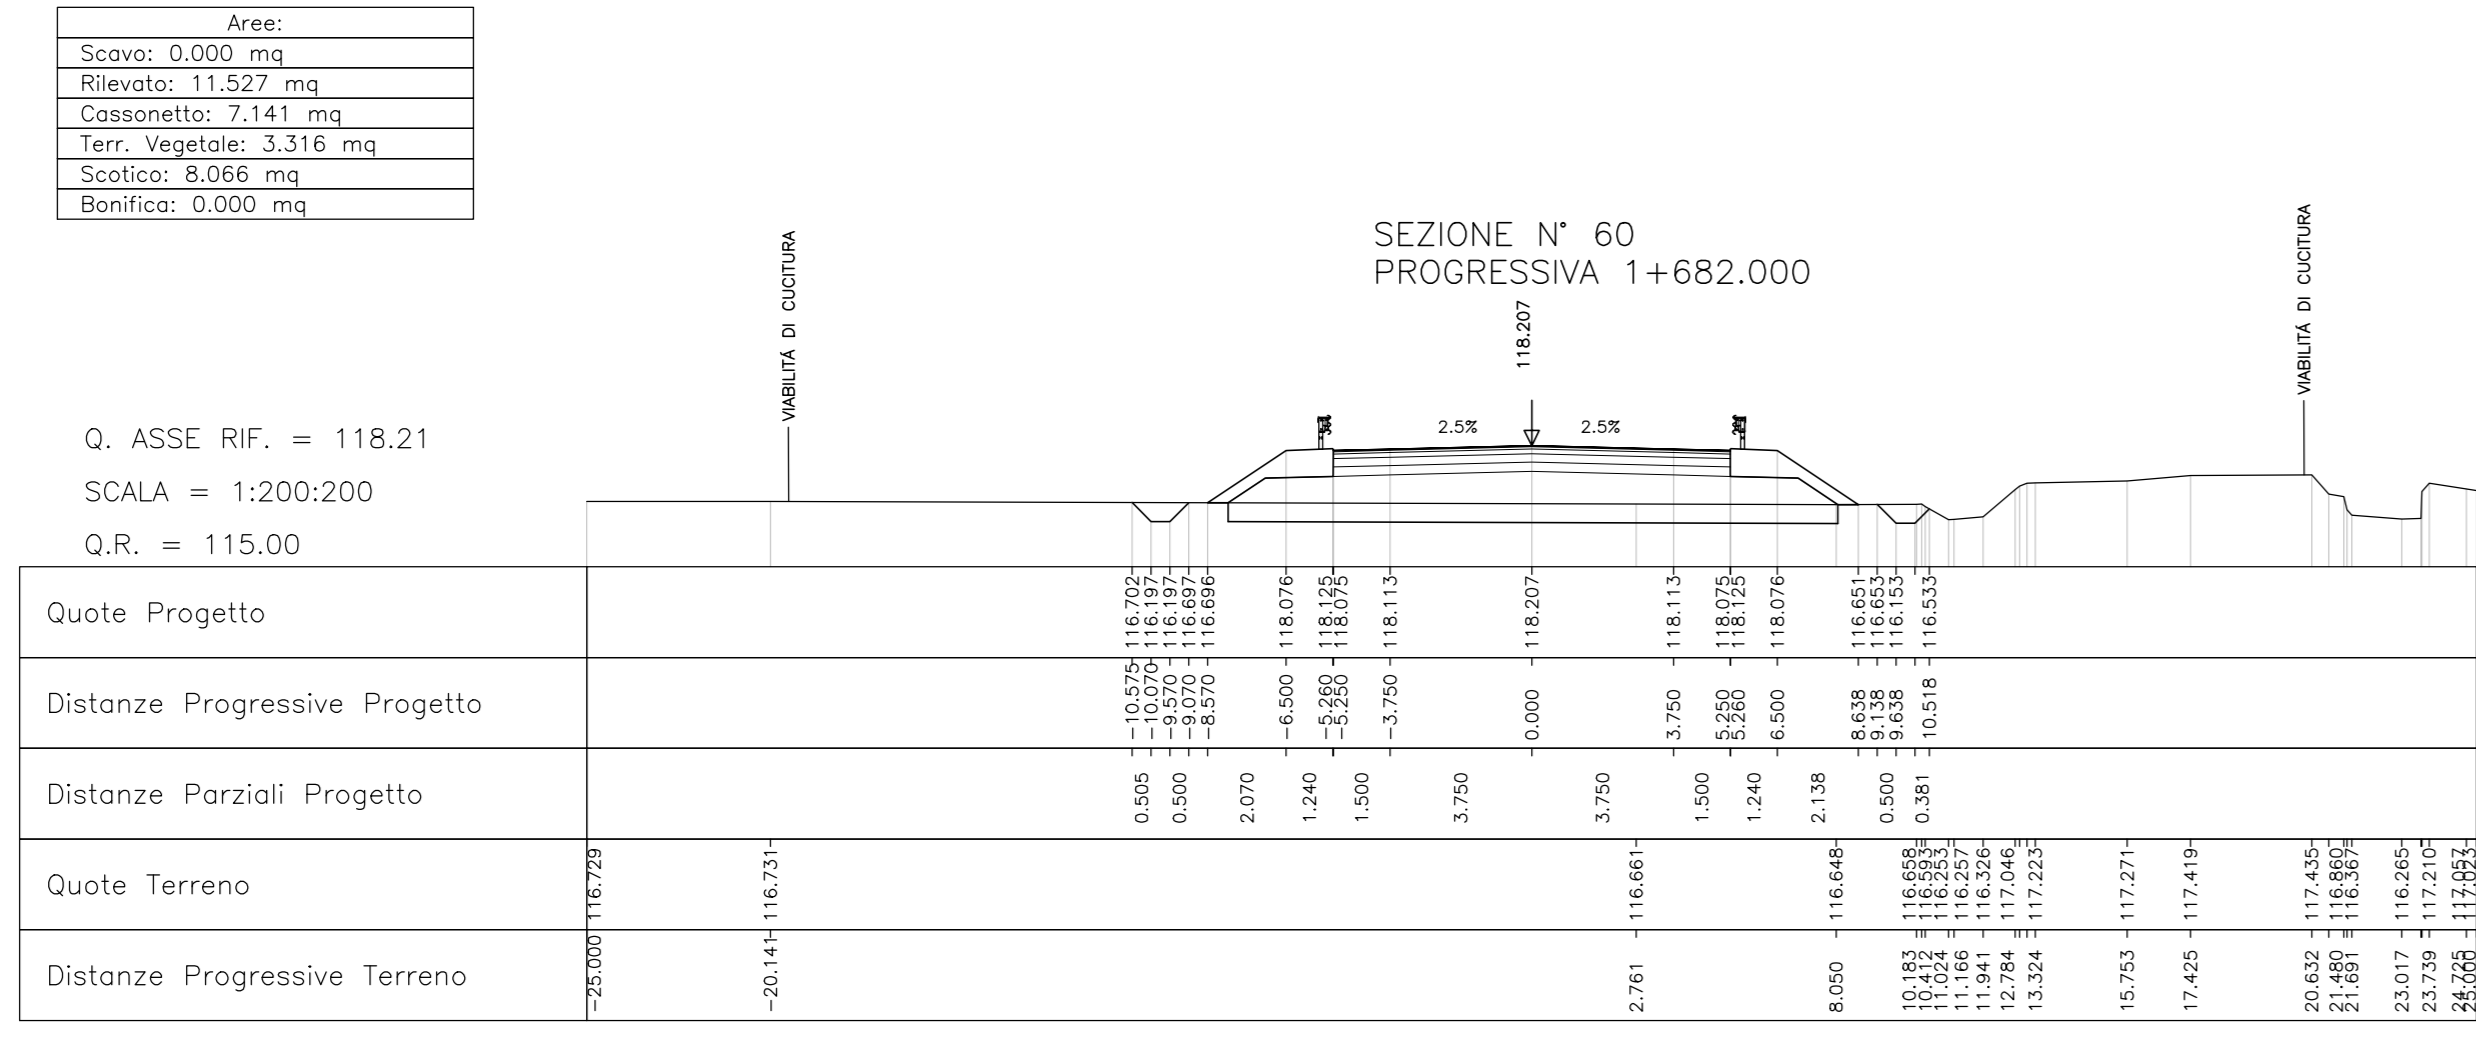 Aree:
Scavo: 0.000 mq
Rilevato: 11.527 mq
Cassonetto: 7.141 mq
Terr. Vegetale: 3.316 mq
Scotico: 8.066 mq
Bonifica: 0.000 mq
SEZIONE N° 60
PROGRESSIVA 1+682.000
VIABILITÁ DI CUCITURA
118.207
VIABILITÁ DI CUCITURA
2.5% 2.5%
Q. ASSE RIF. = 118.21
SCALA = 1:200:200
Q.R. = 115.00
Quote Progetto 116.702 116.197 116.197 116.697 116.696 118.076 118.125 118.075 118.113 118.207 118.113 118.075 118.125 118.076 116.651 116.653 116.153 116.533
Distanze Progressive Progetto -10.575 -10.070 -9.570 -9.070 -8.570 -6.500 -5.260 -5.250 -3.750 0.000 3.750 5.250 5.260 6.500 8.638 9.138 9.638 10.518
Distanze Parziali Progetto 0.505 0.500 2.070 1.240 1.500 3.750 3.750 1.500 1.240 2.138 0.500 0.381
Quote Terreno 116.729 116.731 116.661 116.648 116.658 116.593 116.253 116.257 116.326 117.046 117.223 117.271 117.419 117.435 116.860 116.367 116.265 117.210 117.057 117.023
Distanze Progressive Terreno -25.000 -20.141 2.761 8.050 10.183 10.412 11.024 11.166 11.941 12.784 13.324 15.753 17.425 20.632 21.480 21.691 23.017 23.739 24.725 25.000